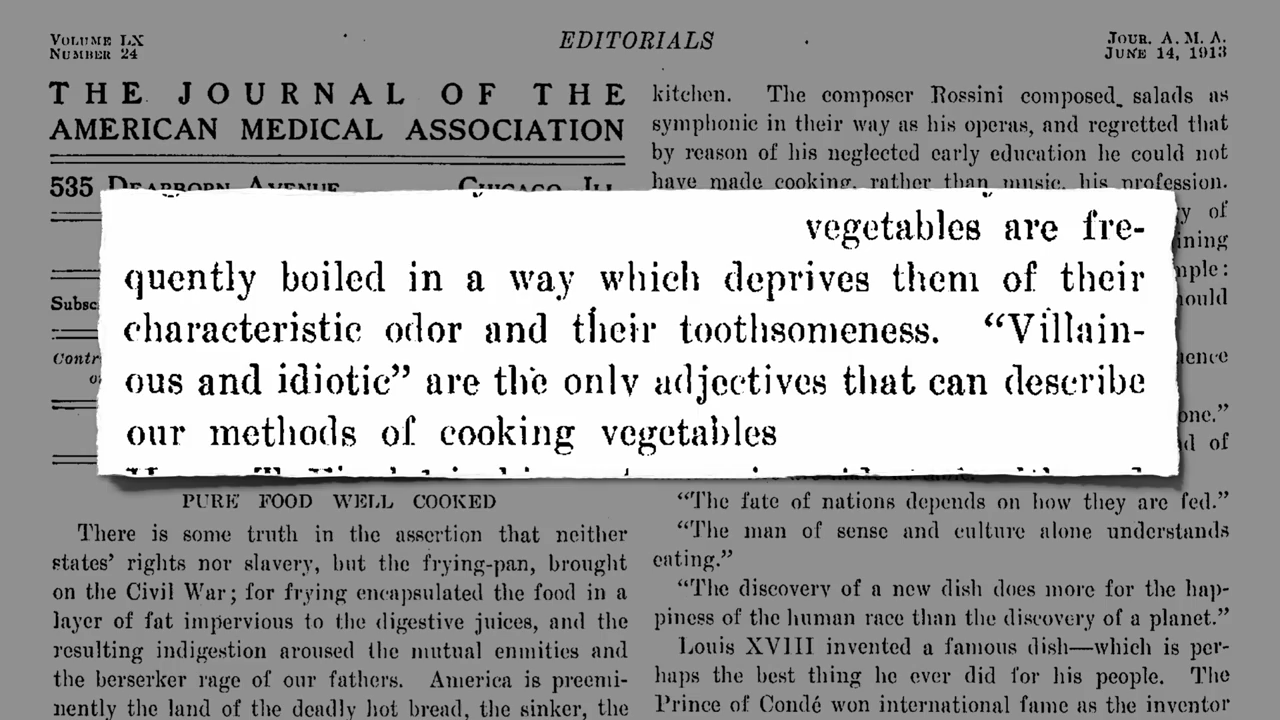 VOLUME LX
NUMBER 24
EDITORIALS
JOUR. A. M. A.
JUNE 14, 1913
THE JOURNAL OF THE
AMERICAN MEDICAL ASSOCIATION
535 DEARBORN AVENUE CHICAGO, ILL.
Subsc
Contr
kitchen. The composer Rossini composed salads as
symphonic in their way as his operas, and regretted that
by reason of his neglected early education he could not
have made cooking, rather than music, his profession.
y of
ining
mple:
hould
ience
one."
d of
vegetables are fre-
quently boiled in a way which deprives them of their
characteristic odor and their toothsomeness. “Villain-
ous and idiotic” are the only adjectives that can describe
our methods of cooking vegetables
PURE FOOD WELL COOKED
There is some truth in the assertion that neither
states' rights nor slavery, but the frying-pan, brought
on the Civil War; for frying encapsulated the food in a
layer of fat impervious to the digestive juices, and the
resulting indigestion aroused the mutual enmities and
the berserker rage of our fathers. America is preemi-
nently the land of the deadly hot bread, the sinker, the
“The fate of nations depends on how they are fed.”
“The man of sense and culture alone understands
eating.”
“The discovery of a new dish does more for the hap-
piness of the human race than the discovery of a planet.”
Louis XVIII invented a famous dish—which is per-
haps the best thing he ever did for his people. The
Prince of Condé won international fame as the inventor